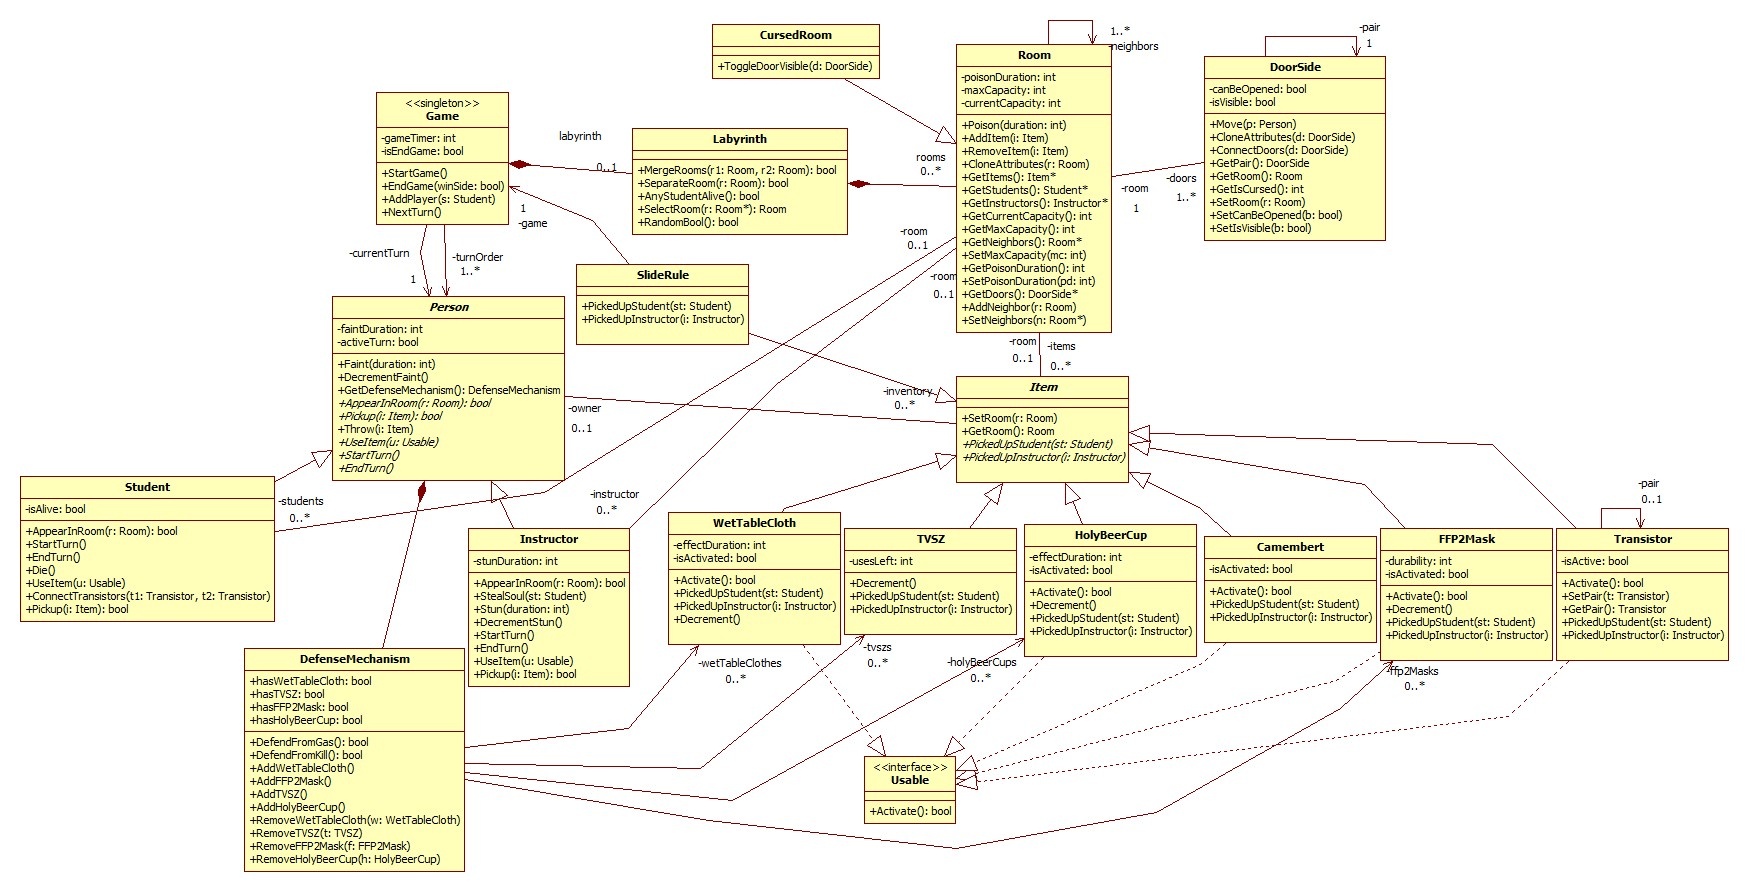 CursedRoom
+ToggleDoorVisible(d: DoorSide)
1..*
-neighbors
Room
-poisonDuration: int
-maxCapacity: int
-currentCapacity: int
+Poison(duration: int)
+AddItem(i: Item)
+RemoveItem(i: Item)
+CloneAttributes(r: Room)
+GetItems(): Item*
+GetStudents(): Student*
+GetInstructors(): Instructor*
+GetCurrentCapacity(): int
+GetMaxCapacity(): int
+GetNeighbors(): Room*
+SetMaxCapacity(mc: int)
+GetPoisonDuration(): int
+SetPoisonDuration(pd: int)
+GetDoors(): DoorSide*
+AddNeighbor(r: Room)
+SetNeighbors(n: Room*)
-pair
1
DoorSide
-canBeOpened: bool
-isVisible: bool
+Move(p: Person)
+CloneAttributes(d: DoorSide)
+ConnectDoors(d: DoorSide)
+GetPair(): DoorSide
+GetRoom(): Room
+GetIsCursed(): int
+SetRoom(r: Room)
+SetCanBeOpened(b: bool)
+SetIsVisible(b: bool)
-doors
1..*
-room
1
<<singleton>>
Game
-gameTimer: int
-isEndGame: bool
+StartGame()
+EndGame(winSide: bool)
+AddPlayer(s: Student)
+NextTurn()
labyrinth
0..1
Labyrinth
+MergeRooms(r1: Room, r2: Room): bool
+SeparateRoom(r: Room): bool
+AnyStudentAlive(): bool
+SelectRoom(r: Room*): Room
+RandomBool(): bool
rooms
0..*
1
-game
-currentTurn
1
-turnOrder
1..*
-room
0..1
-room
0..1
SlideRule
+PickedUpStudent(st: Student)
+PickedUpInstructor(i: Instructor)
Person
-faintDuration: int
-activeTurn: bool
+Faint(duration: int)
+DecrementFaint()
+GetDefenseMechanism(): DefenseMechanism
+AppearInRoom(r: Room): bool
+Pickup(i: Item): bool
+Throw(i: Item)
+UseItem(u: Usable)
+StartTurn()
+EndTurn()
-owner
0..1
-inventory
0..*
-room
0..1
-items
0..*
Item
+SetRoom(r: Room)
+GetRoom(): Room
+PickedUpStudent(st: Student)
+PickedUpInstructor(i: Instructor)
Student
-isAlive: bool
+AppearInRoom(r: Room): bool
+StartTurn()
+EndTurn()
+Die()
+UseItem(u: Usable)
+ConnectTransistors(t1: Transistor, t2: Transistor)
+Pickup(i: Item): bool
-students
0..*
-instructor
0..*
Instructor
-stunDuration: int
+AppearInRoom(r: Room): bool
+StealSoul(st: Student)
+Stun(duration: int)
+DecrementStun()
+StartTurn()
+EndTurn()
+UseItem(u: Usable)
+Pickup(i: Item): bool
WetTableCloth
-effectDuration: int
-isActivated: bool
+Activate(): bool
+PickedUpStudent(st: Student)
+PickedUpInstructor(i: Instructor)
+Decrement()
TVSZ
-usesLeft: int
+Decrement()
+PickedUpStudent(st: Student)
+PickedUpInstructor(i: Instructor)
HolyBeerCup
-effectDuration: int
-isActivated: bool
+Activate(): bool
+Decrement()
+PickedUpStudent(st: Student)
+PickedUpInstructor(i: Instructor)
Camembert
-isActivated: bool
+Activate(): bool
+PickedUpStudent(st: Student)
+PickedUpInstructor(i: Instructor)
FFP2Mask
-durability: int
-isActivated: bool
+Activate(): bool
+Decrement()
+PickedUpStudent(st: Student)
+PickedUpInstructor(i: Instructor)
-pair
0..1
Transistor
-isActive: bool
+Activate(): bool
+SetPair(t: Transistor)
+GetPair(): Transistor
+PickedUpStudent(st: Student)
+PickedUpInstructor(i: Instructor)
DefenseMechanism
+hasWetTableCloth: bool
+hasTVSZ: bool
+hasFFP2Mask: bool
+hasHolyBeerCup: bool
+DefendFromGas(): bool
+DefendFromKill(): bool
+AddWetTableCloth()
+AddFFP2Mask()
+AddTVSZ()
+AddHolyBeerCup()
+RemoveWetTableCloth(w: WetTableCloth)
+RemoveTVSZ(t: TVSZ)
+RemoveFFP2Mask(f: FFP2Mask)
+RemoveHolyBeerCup(h: HolyBeerCup)
-wetTableClothes
0..*
-tvszs
0..*
-holyBeerCups
0..*
-ffp2Masks
0..*
<<interface>>
Usable
+Activate(): bool